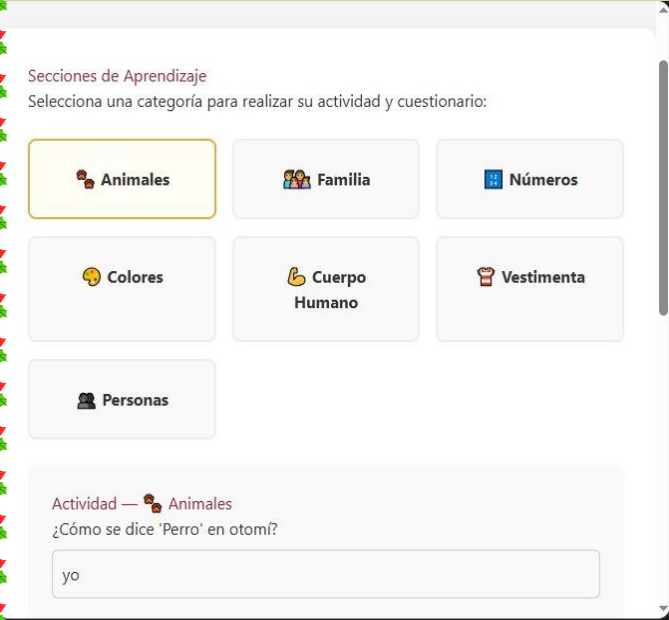 Secciones de Aprendizaje
Selecciona una categoría para realizar su actividad y cuestionario:
Animales
Familia
Números
Colores
Cuerpo
Humano
Vestimenta
Personas
Actividad — Animales
¿Cómo se dice 'Perro' en otomí?
yo